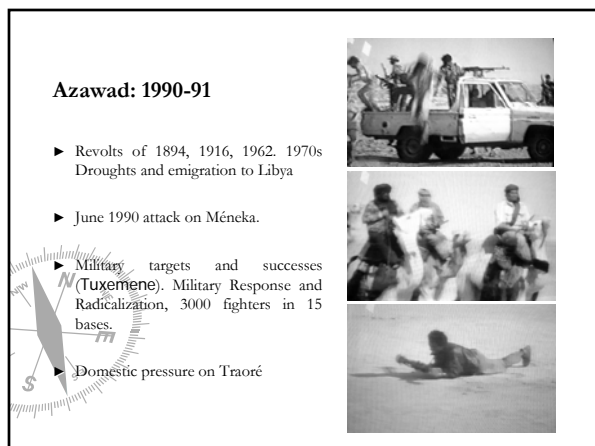 Azawad: 1990-91
► Revolts of 1894, 1916, 1962. 1970s
Droughts and emigration to Libya
► June 1990 attack on Méneka.
► Military targets and successes
(Tuxemene). Military Response and
Radicalization, 3000 fighters in 15
bases.
► Domestic pressure on Traoré
N
NW
E
S